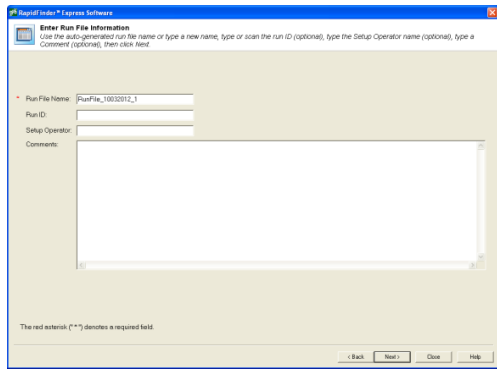 RapidFinder™ Express Software
Enter Run File Information
Use the auto-generated run file name or type a new name, type or scan the run ID (optional), type the Setup Operator name (optional), type a
Comment (optional), then click Next.
* Run File Name: RunFile_10032012_1
Run ID:
Setup Operator:
Comments:
The red asterisk ("*") denotes a required field.
< Back Next > Close Help